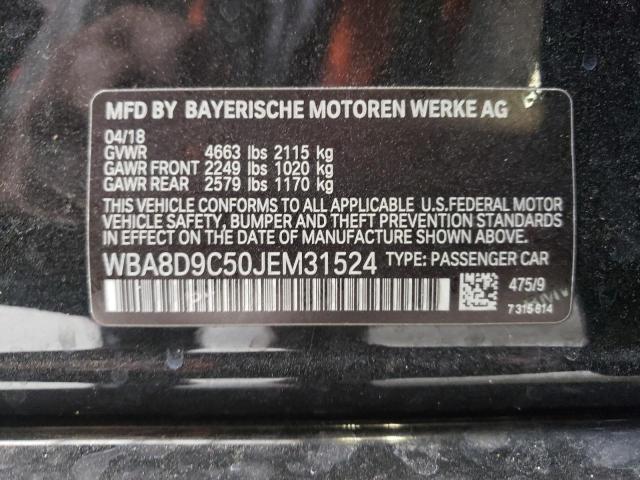 MFD BY BAYERISCHE MOTOREN WERKE AG
04/18
GVWR 4663 lbs 2115 kg
GAWR FRONT 2249 lbs 1020 kg
GAWR REAR 2579 lbs 1170 kg
THIS VEHICLE CONFORMS TO ALL APPLICABLE U.S.FEDERAL MOTOR
VEHICLE SAFETY, BUMPER AND THEFT PREVENTION STANDARDS
IN EFFECT ON THE DATE OF MANUFACTURE SHOWN ABOVE.
WBA8D9C50JEM31524 TYPE: PASSENGER CAR
475/9
7315814